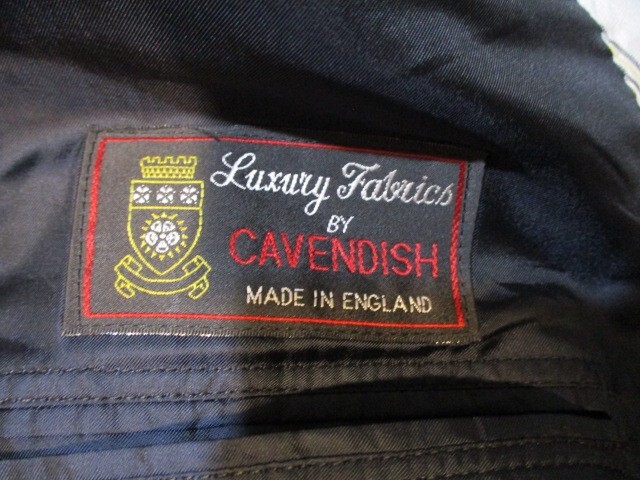 Luxury Fabrics
BY
CAVENDISH
MADE IN ENGLAND